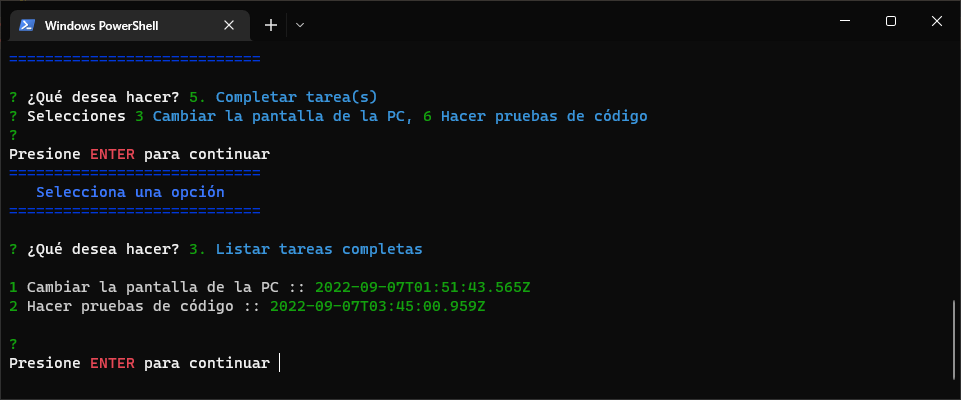 Windows PowerShell
============================
? ¿Qué desea hacer? 5. Completar tarea(s)
? Selecciones 3 Cambiar la pantalla de la PC, 6 Hacer pruebas de código
?
Presione ENTER para continuar
============================
Selecciona una opción
============================
? ¿Qué desea hacer? 3. Listar tareas completas
1 Cambiar la pantalla de la PC :: 2022-09-07T01:51:43.565Z
2 Hacer pruebas de código :: 2022-09-07T03:45:00.959Z
?
Presione ENTER para continuar